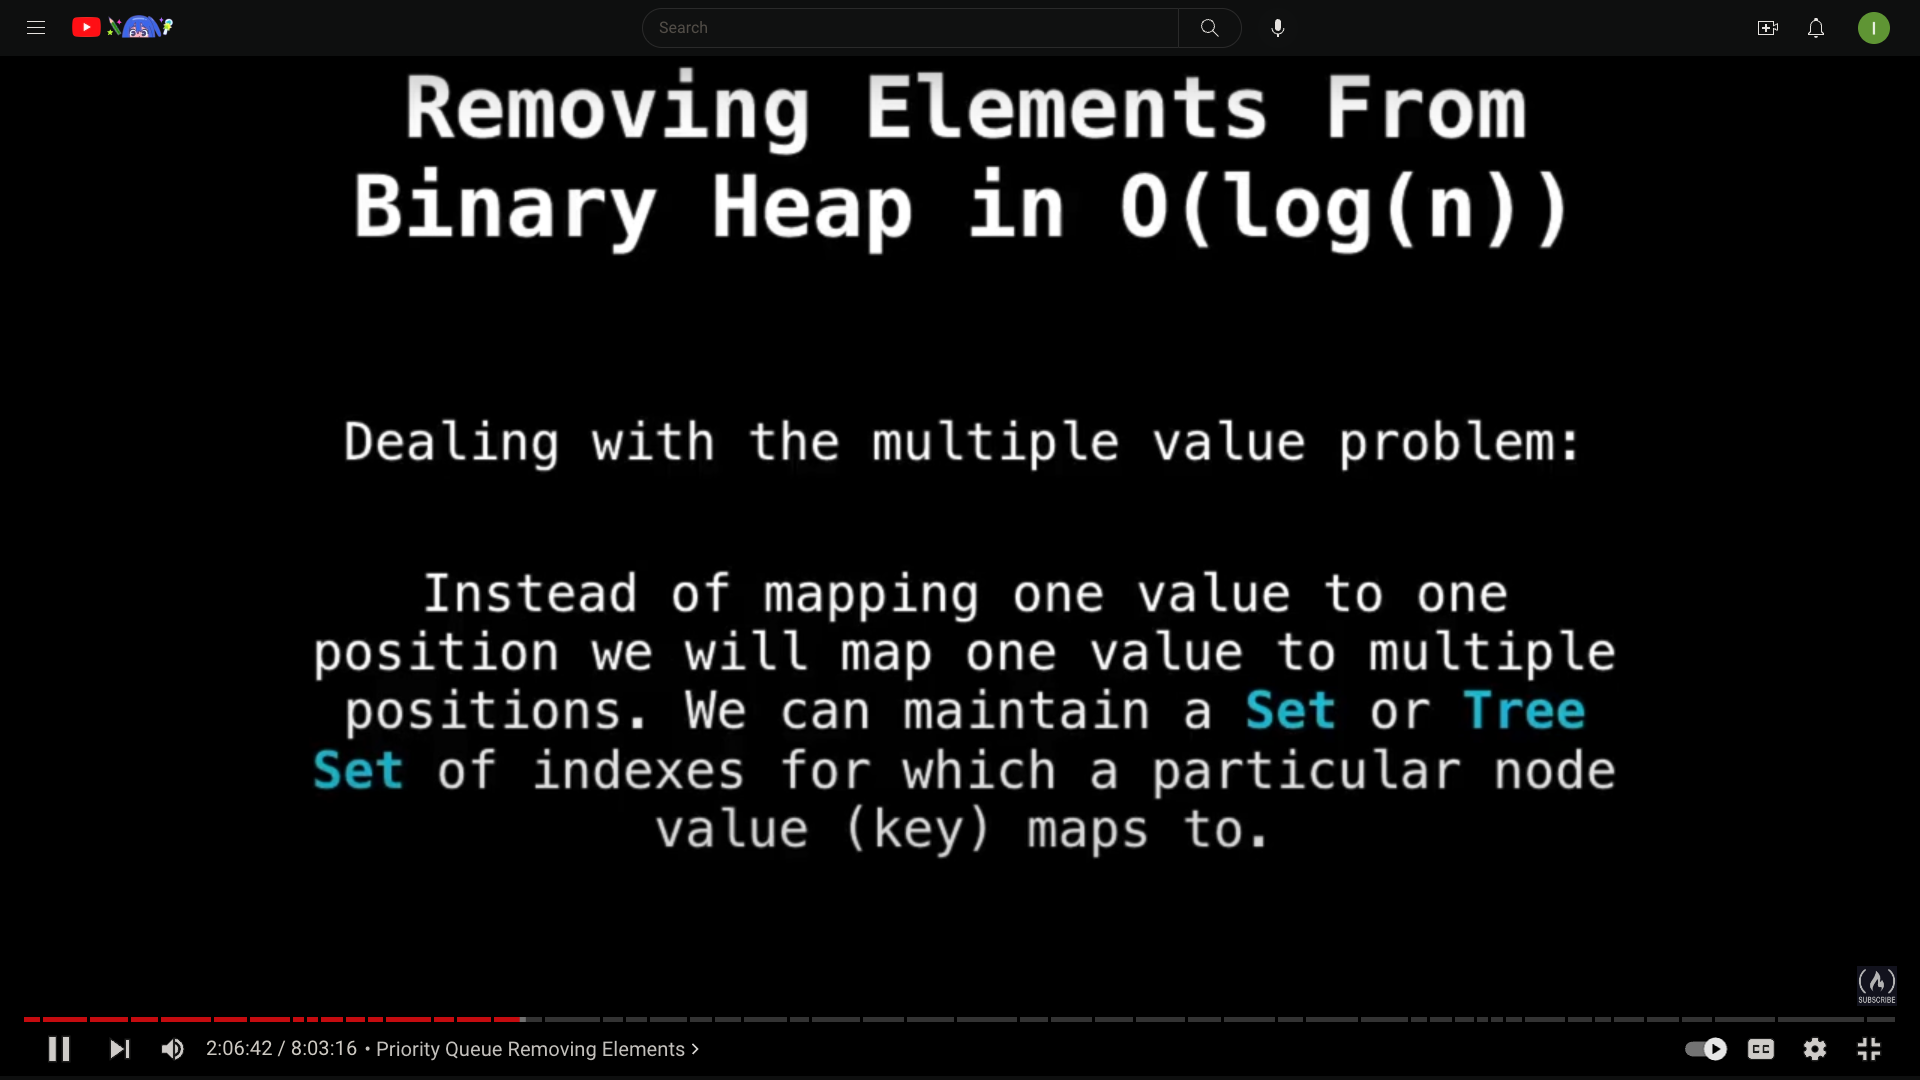 Search
I
Removing Elements From
Binary Heap in O(log(n))
Dealing with the multiple value problem:
Instead of mapping one value to one
position we will map one value to multiple
positions. We can maintain a Set or Tree
Set of indexes for which a particular node
value (key) maps to.
SUBSCRIBE
2:06:42 / 8:03:16 • Priority Queue Removing Elements >
CC